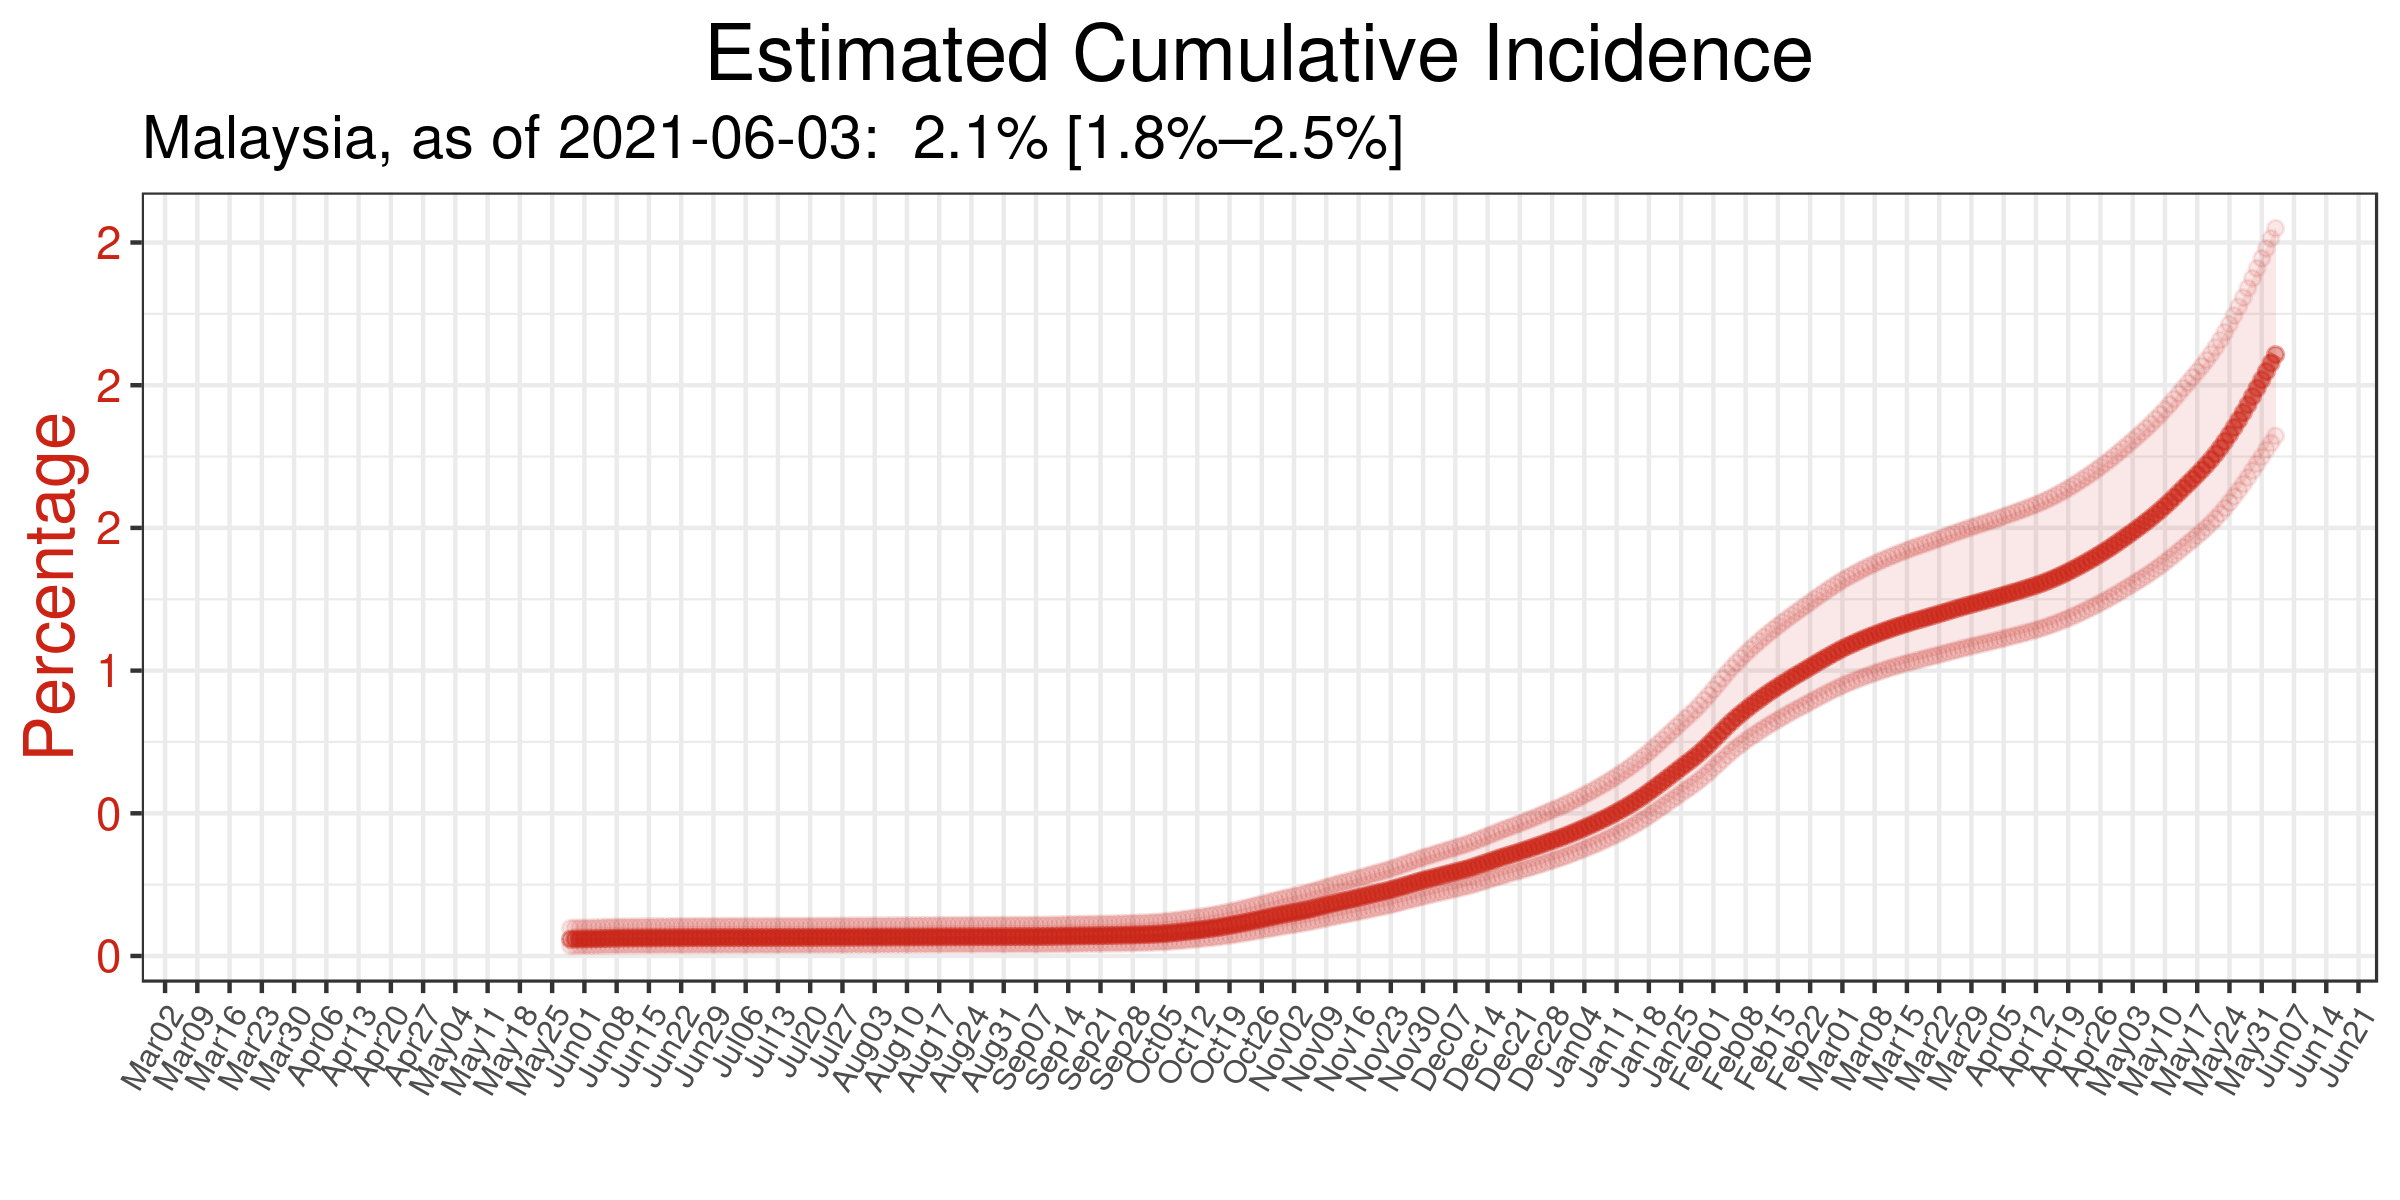 Estimated Cumulative Incidence
Malaysia, as of 2021-06-03:  2.1% [1.8%–2.5%]
Percentage
2
2
2
1
0
0
Mar02
Mar09
Mar16
Mar23
Mar30
Apr06
Apr13
Apr20
Apr27
May04
May11
May18
May25
Jun01
Jun08
Jun15
Jun22
Jun29
Jul06
Jul13
Jul20
Jul27
Aug03
Aug10
Aug17
Aug24
Aug31
Sep07
Sep14
Sep21
Sep28
Oct05
Oct12
Oct19
Oct26
Nov02
Nov09
Nov16
Nov23
Nov30
Dec07
Dec14
Dec21
Dec28
Jan04
Jan11
Jan18
Jan25
Feb01
Feb08
Feb15
Feb22
Mar01
Mar08
Mar15
Mar22
Mar29
Apr05
Apr12
Apr19
Apr26
May03
May10
May17
May24
May31
Jun07
Jun14
Jun21